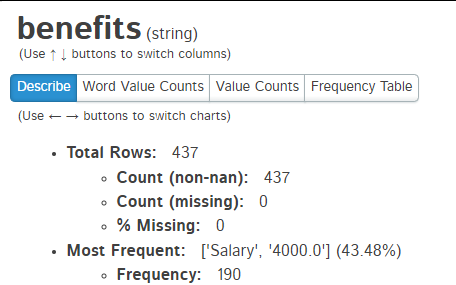 benefits (string)
(Use ↑ ↓ buttons to switch columns)
Describe Word Value Counts Value Counts Frequency Table
(Use ← → buttons to switch charts)
• Total Rows: 437
◦ Count (non-nan): 437
◦ Count (missing): 0
◦ % Missing: 0
• Most Frequent: ['Salary', '4000.0'] (43.48%)
◦ Frequency: 190